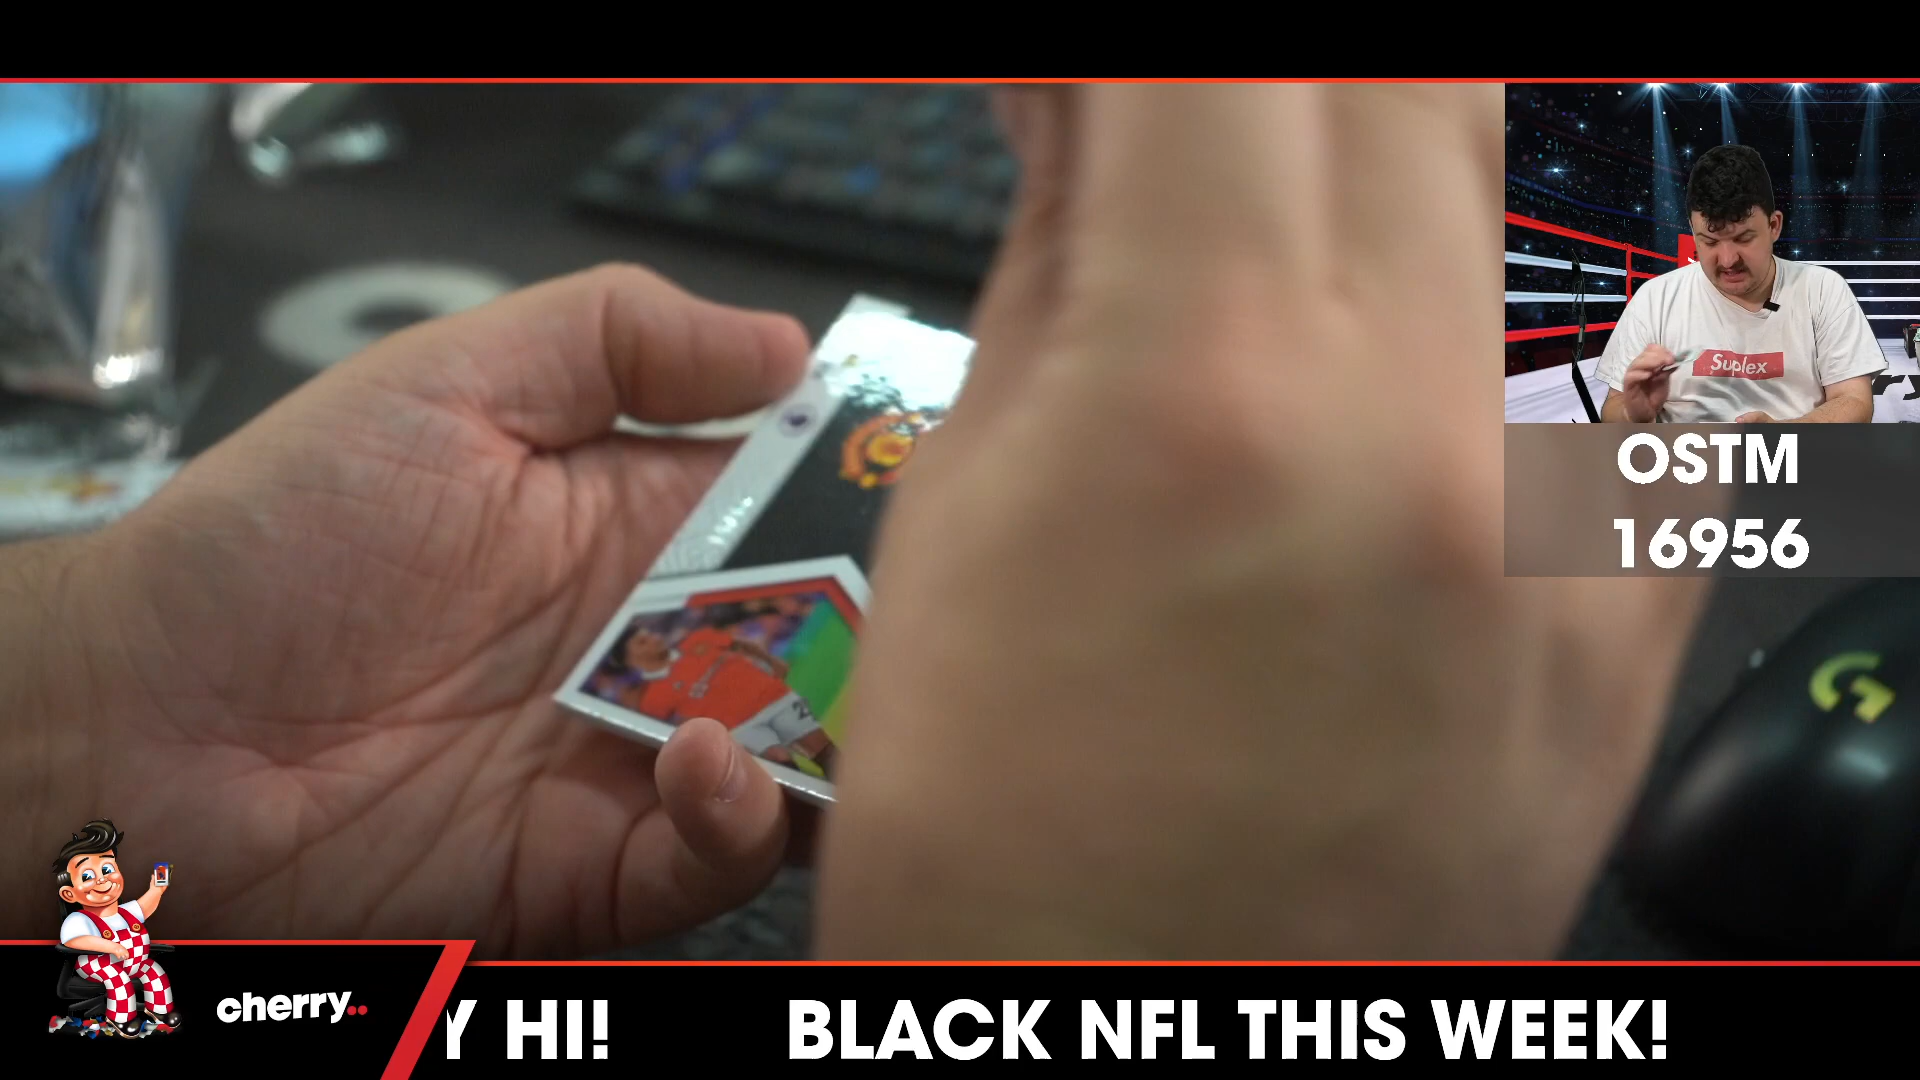 Suplex
OSTM
16956
cherry..
Y HI!
BLACK NFL THIS WEEK!